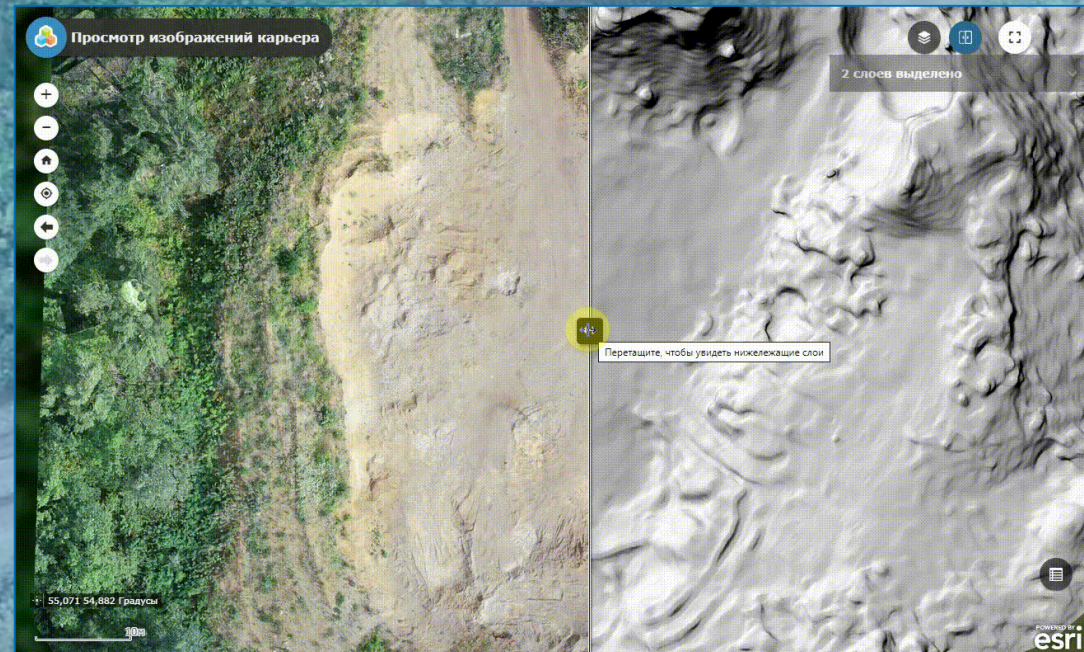 Просмотр изображений карьера
2 слоев выделено
Перетащите, чтобы увидеть нижележащие слои
55,071 54,882 Градусы
10m
POWERED BY
esri